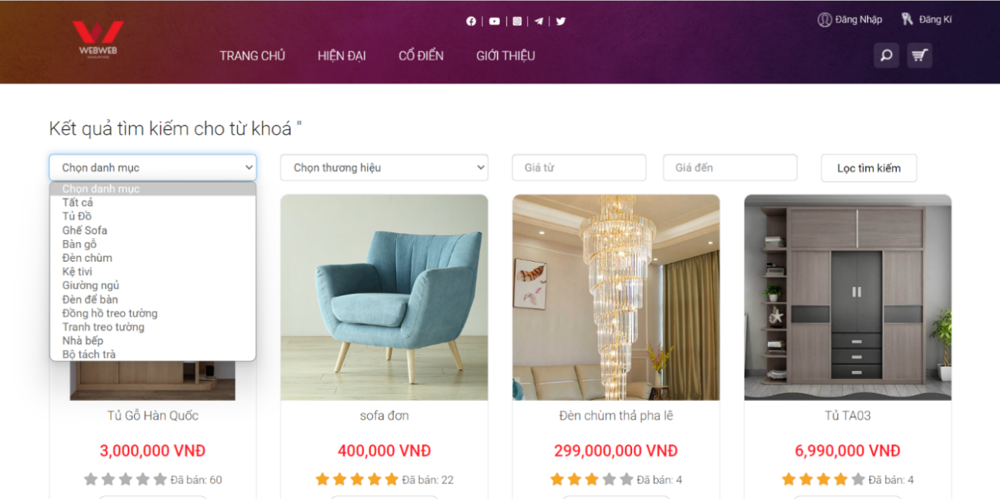 Đăng Nhập
Đăng Kí
WEBWEB
TRANG CHỦ
HIỆN ĐẠI
CỔ ĐIỂN
GIỚI THIỆU
Kết quả tìm kiếm cho từ khoá "
Chọn danh mục
Chọn thương hiệu
Giá từ
Giá đến
Lọc tìm kiếm
Chọn danh mục
Tất cả
Tủ Đồ
Ghế Sofa
Bàn gỗ
Đèn chùm
Kệ tivi
Giường ngủ
Đèn để bàn
Đồng hồ treo tường
Tranh treo tường
Nhà bếp
Bộ tách trà
Tủ Gỗ Hàn Quốc
3,000,000 VNĐ
Đã bán: 60
sofa đơn
400,000 VNĐ
Đã bán: 22
Đèn chùm thả pha lê
299,000,000 VNĐ
Đã bán: 4
Tủ TA03
6,990,000 VNĐ
Đã bán: 4